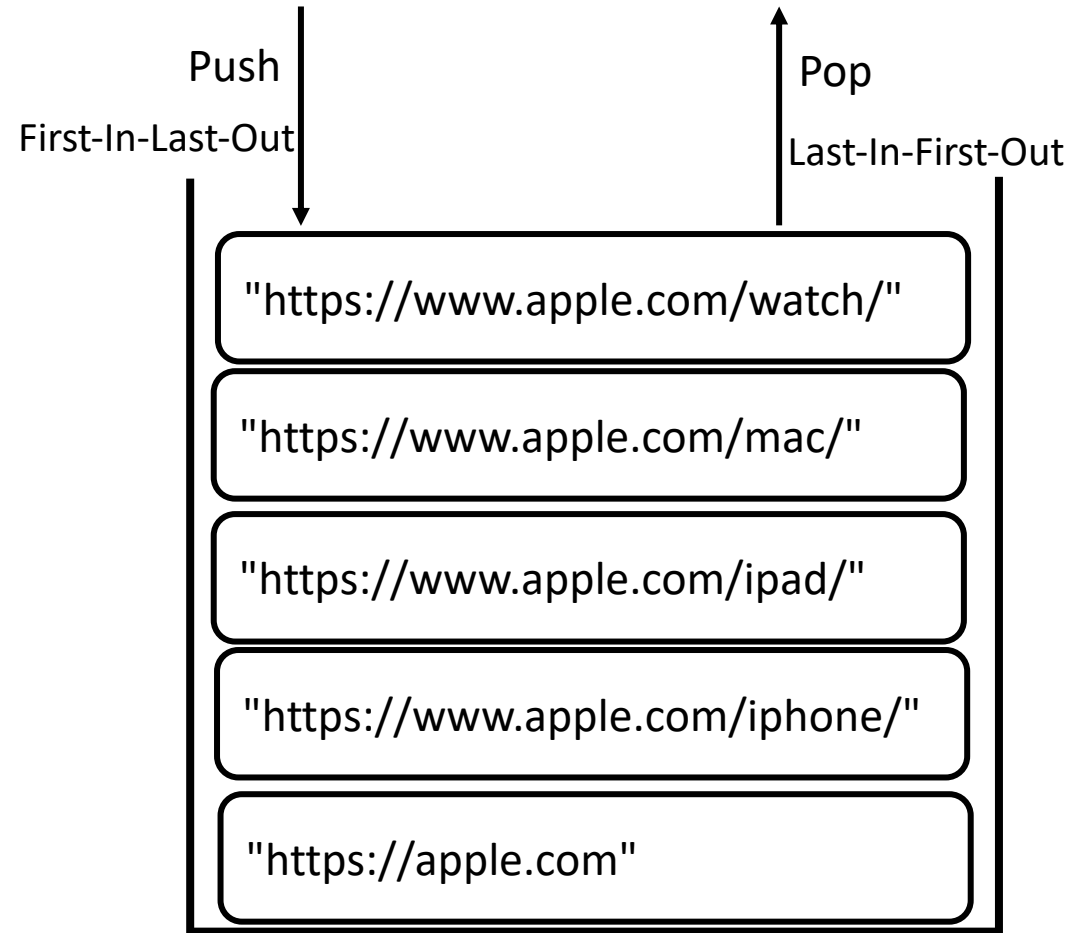 Push
Pop
First-In-Last-Out
Last-In-First-Out
"https://www.apple.com/watch/"
"https://www.apple.com/mac/"
"https://www.apple.com/ipad/"
"https://www.apple.com/iphone/"
"https://apple.com"